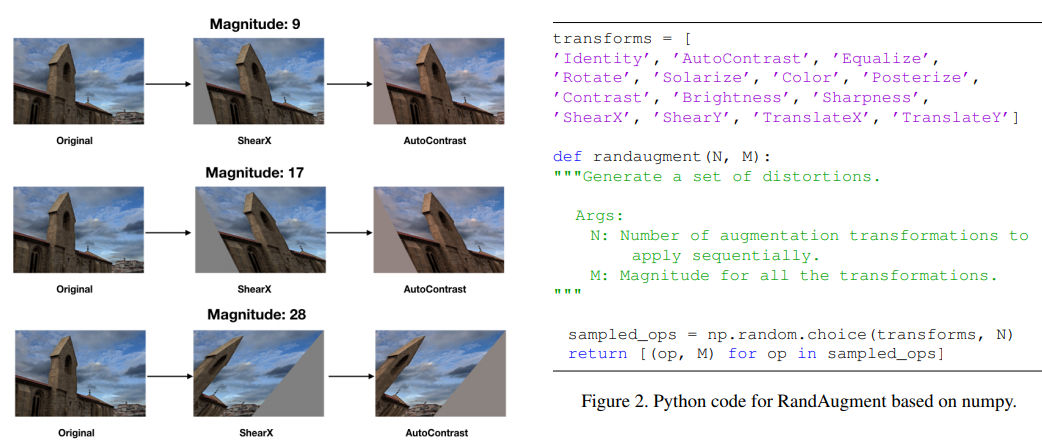 Magnitude: 9
Original
ShearX
AutoContrast
Magnitude: 17
Original
ShearX
AutoContrast
Magnitude: 28
Original
ShearX
AutoContrast
transforms = [
’Identity’, ’AutoContrast’, ’Equalize’,
’Rotate’, ’Solarize’, ’Color’, ’Posterize’,
’Contrast’, ’Brightness’, ’Sharpness’,
’ShearX’, ’ShearY’, ’TranslateX’, ’TranslateY’]
def randaugment(N, M):
"""Generate a set of distortions.
Args:
N: Number of augmentation transformations to
apply sequentially.
M: Magnitude for all the transformations.
"""
sampled_ops = np.random.choice(transforms, N)
return [(op, M) for op in sampled_ops]
Figure 2. Python code for RandAugment based on numpy.